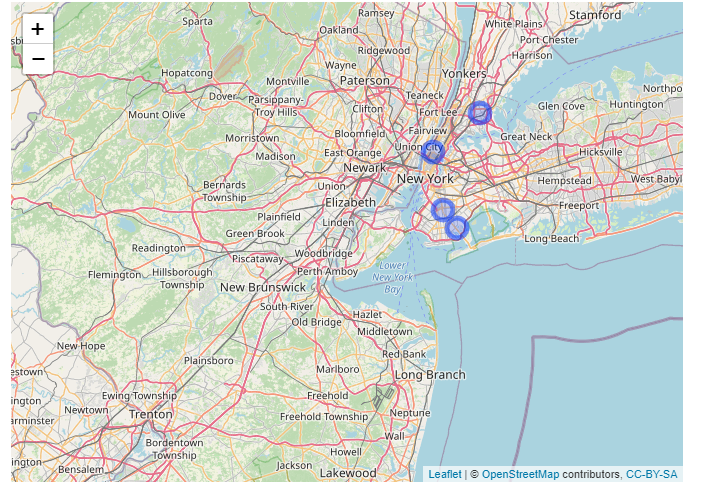 Ramsey
Stamford
Sparta
White Plains
Oakland
Port Chester
+
Ridgewood
Harrison
−
Wayne
Yonkers
Hopatcong
Paterson
Montville
Northpo
Dover
Parsippany-
Troy Hills
Teaneck
Glen Cove
Huntington
Mount Olive
Clifton
Fort Lee
Morristown
Bloomfield
Fairview
Great Neck
Madison
East Orange
Union City
Hicksville
Newark
New York
Bernards
Township
Union
Hempstead
West Babyl
Elizabeth
Freeport
Plainfield
Linden
Green Brook
Long Beach
Readington
Woodbridge
Piscataway
Lower
New York
Bay
Flemington
Hillsborough
Township
Perth Amboy
New Brunswick
South River
Hazlet
Old Bridge
Middletown
New Hope
Red Bank
Plainsboro
Marlboro
Long Branch
estown
Ewing Township
Freehold
ington
Newtown
Trenton
Freehold Township
Neptune
arminster
Bordentown
Township
Wall
Howell
Bensalem
Jackson
Lakewood
Leaflet | © OpenStreetMap contributors, CC-BY-SA